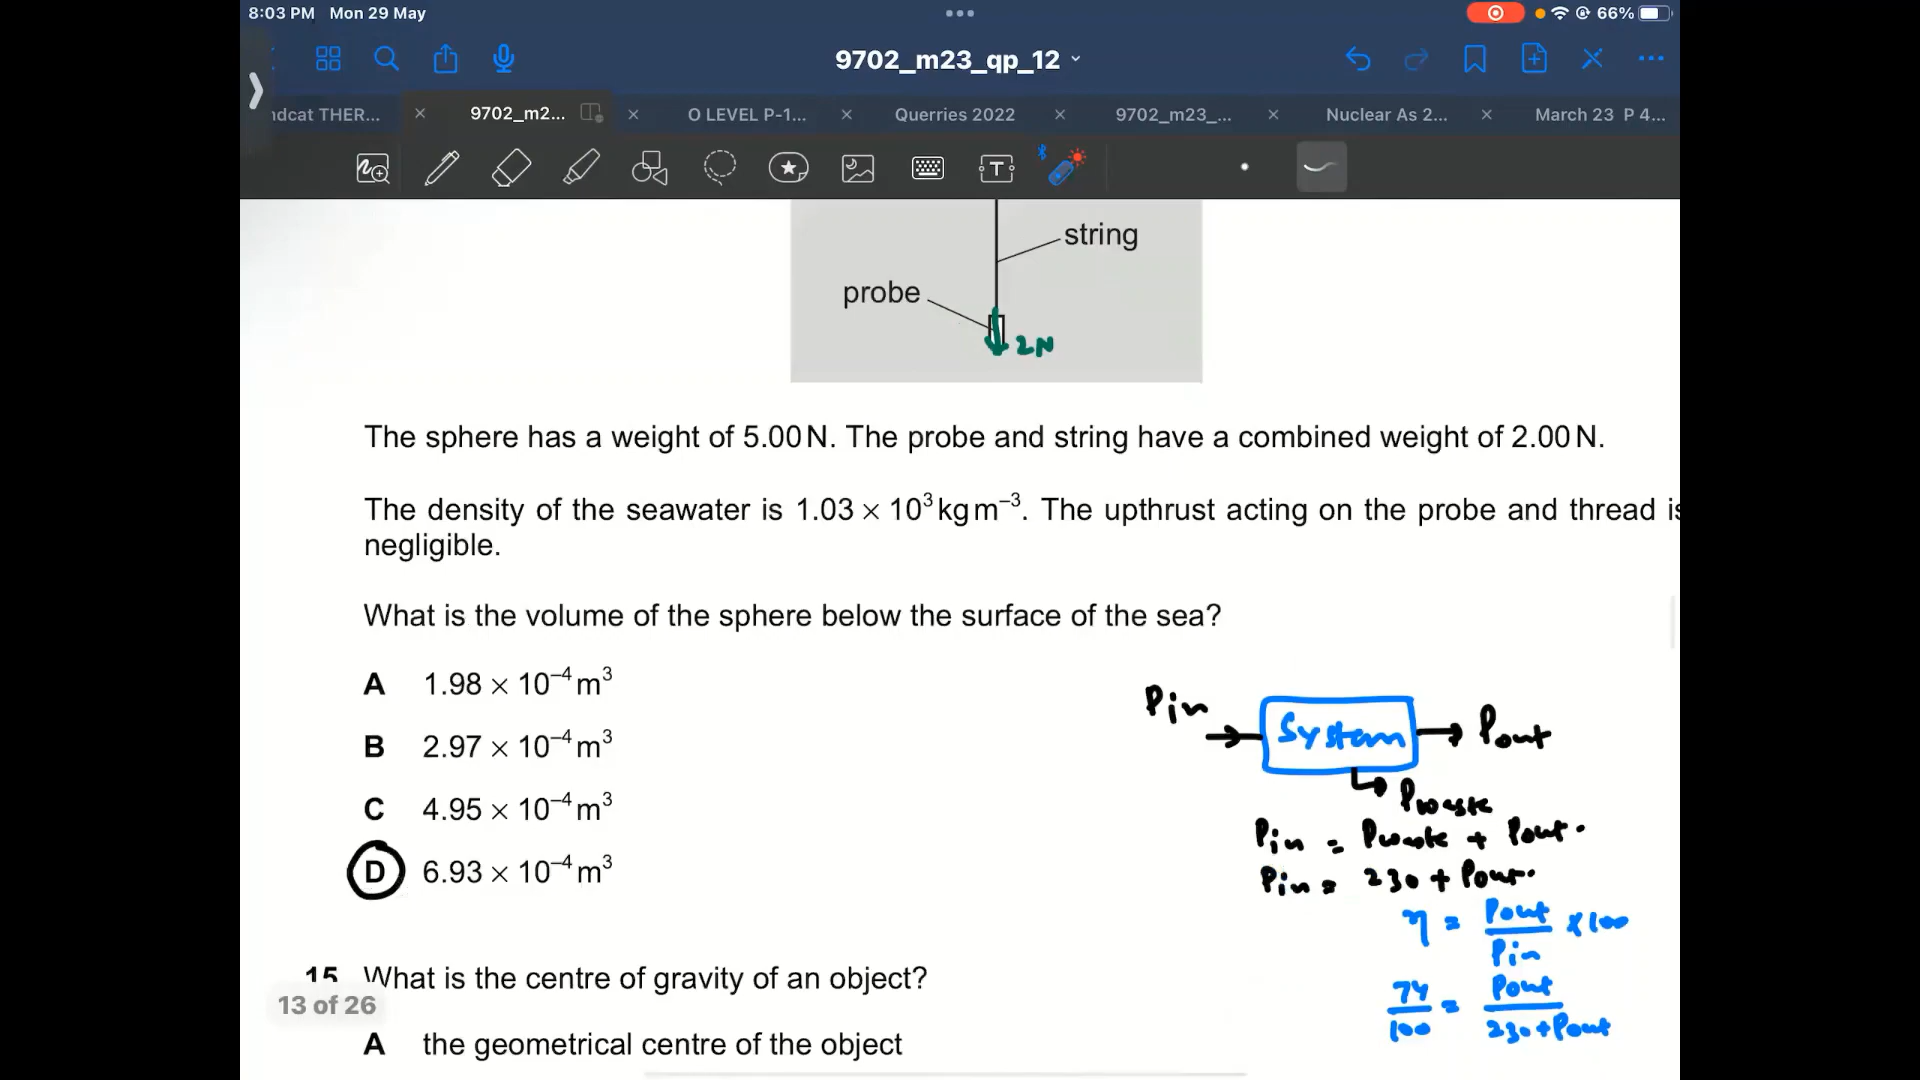 8:03 PM Mon 29 May
66%
9702_m23_qp_12
ndcat THER...
9702_m2...
O LEVEL P-1...
Querries 2022
9702_m23_...
Nuclear As 2...
March 23 P 4...
string
probe
2N
The sphere has a weight of 5.00 N. The probe and string have a combined weight of 2.00 N.
The density of the seawater is 1.03 × 10³ kg m⁻³. The upthrust acting on the probe and thread is
negligible.
What is the volume of the sphere below the surface of the sea?
A 1.98 × 10⁻⁴ m³
B 2.97 × 10⁻⁴ m³
C 4.95 × 10⁻⁴ m³
D 6.93 × 10⁻⁴ m³
Pin
System
Pout
Pwaste
Pin = Pwaste + Pout.
Pin = 230 + Pout.
η = Pout/Pin × 100
74/100 = Pout/230 + Pout
15 What is the centre of gravity of an object?
13 of 26
A the geometrical centre of the object